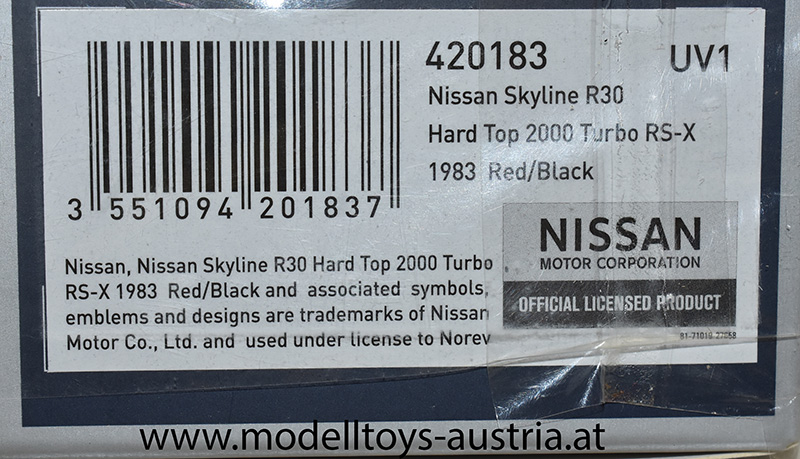 420183 UV1
Nissan Skyline R30
Hard Top 2000 Turbo RS-X
1983 Red/Black
3 551094 201837
NISSAN
MOTOR CORPORATION
OFFICIAL LICENSED PRODUCT
Nissan, Nissan Skyline R30 Hard Top 2000 Turbo
RS-X 1983 Red/Black and associated symbols,
emblems and designs are trademarks of Nissan
Motor Co., Ltd. and used under license to Norev
www.modelltoys-austria.at